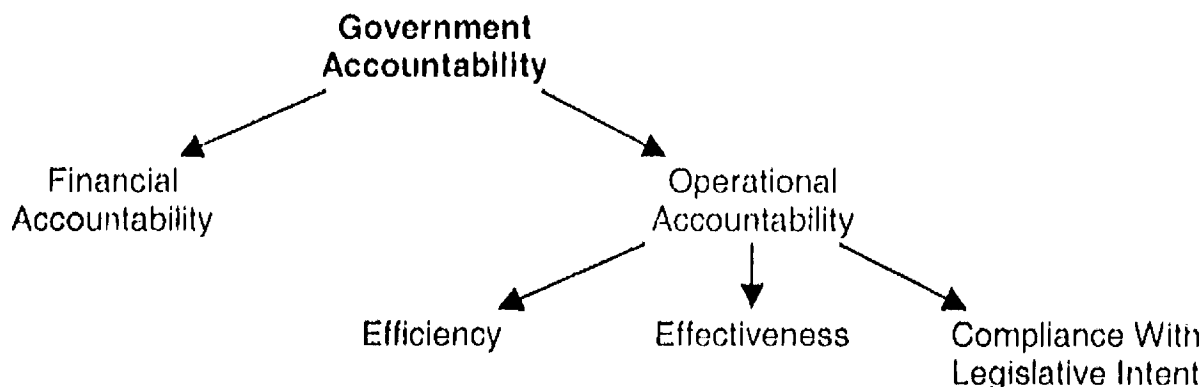 Government
Accountability
Financial
Accountability
Operational
Accountability
Efficiency
Effectiveness
Compliance With
Legislative Intent